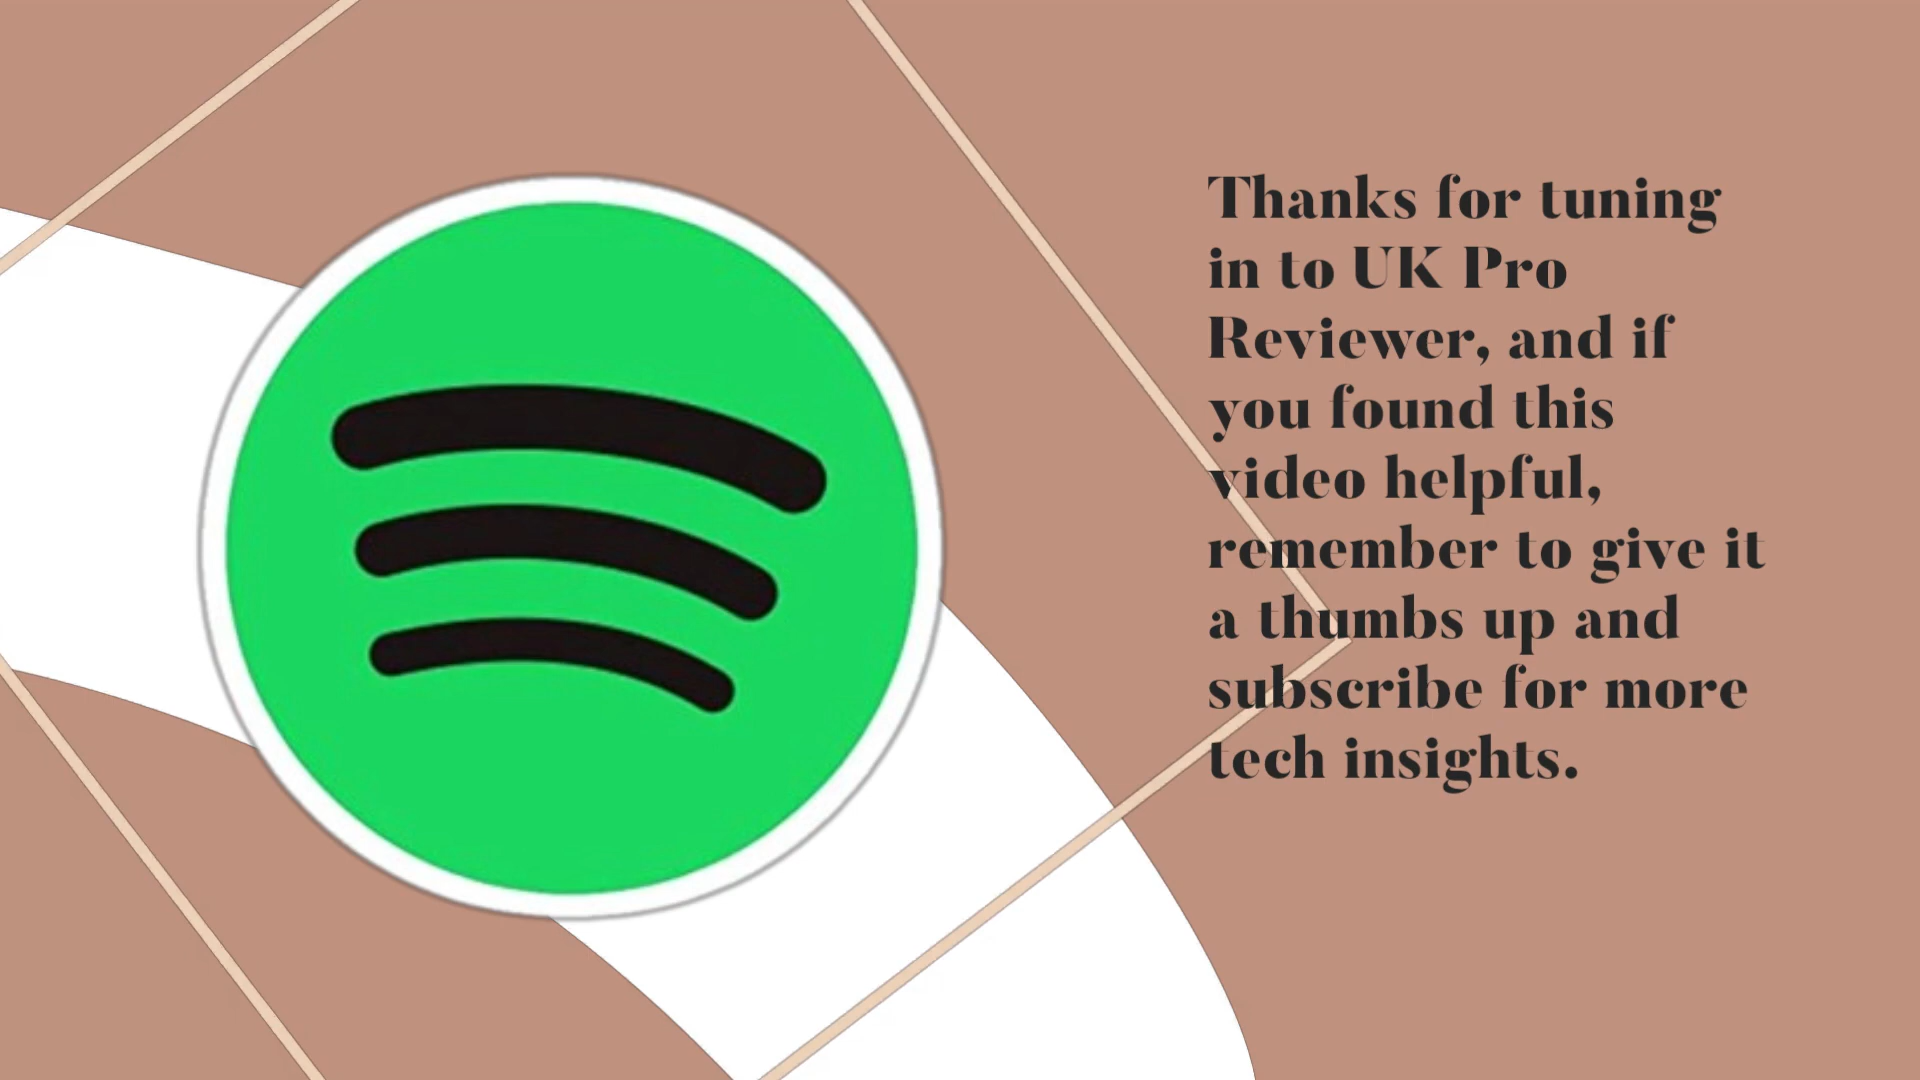 Thanks for tuning
in to UK Pro
Reviewer, and if
you found this
video helpful,
remember to give it
a thumbs up and
subscribe for more
tech insights.